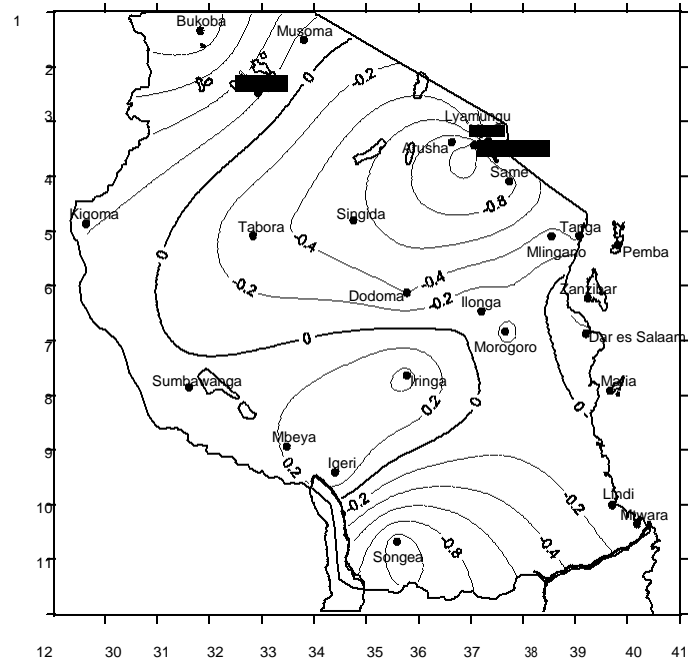 1
Bukoba
Musoma
0
-0.2
2
3
Lyamungu
Arusha
Same
4
-0.8
Kigoma
Singida
Tabora
Tanga
5
-0.4
Mlingano
Pemba
0
-0.4
-0.2
Zanzibar
6
Dodoma
-0.2
Ilonga
0
Dar es Salaam
7
Morogoro
Sumbawanga
Iringa
Mafia
8
0.2
0
0
Mbeya
9
0.2
Igeri
-0.2
-0.2
Lindi
10
Mtwara
-0.8
-0.4
Songea
11
12
30
31
32
33
34
35
36
37
38
39
40
41